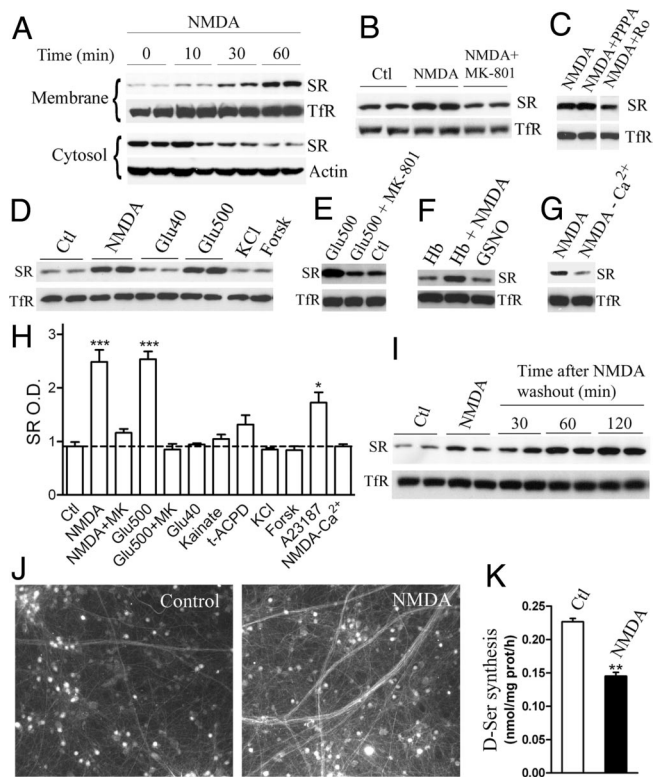 A
NMDA
Time (min)
0 10 30 60
Membrane
SR
TfR
Cytosol
SR
Actin
B
Ctl NMDA NMDA+
MK-801
SR
TfR
C
NMDA
NMDA+PPPA
NMDA+Ro
SR
TfR
D
Ctl
NMDA
Glu40
Glu500
KCl
Forsk
SR
TfR
E
Glu500
Glu500 + MK-801
Ctl
SR
TfR
F
Hb
Hb + NMDA
GSNO
SR
TfR
G
NMDA
NMDA - Ca2+
SR
TfR
H
SR O.D.
3
2
1
0
***
***
*
Ctl
NMDA
NMDA+MK
Glu500
Glu500+MK
Glu40
Kainate
t-ACPD
KCl
Forsk
A23187
NMDA-Ca2+
I
Ctl
NMDA
Time after NMDA
washout (min)
30 60 120
SR
TfR
J
Control
NMDA
K
D-Ser synthesis
(nmol/mg prot/h)
0.25
0.20
0.15
0.10
0.05
0.00
Ctl
NMDA
**